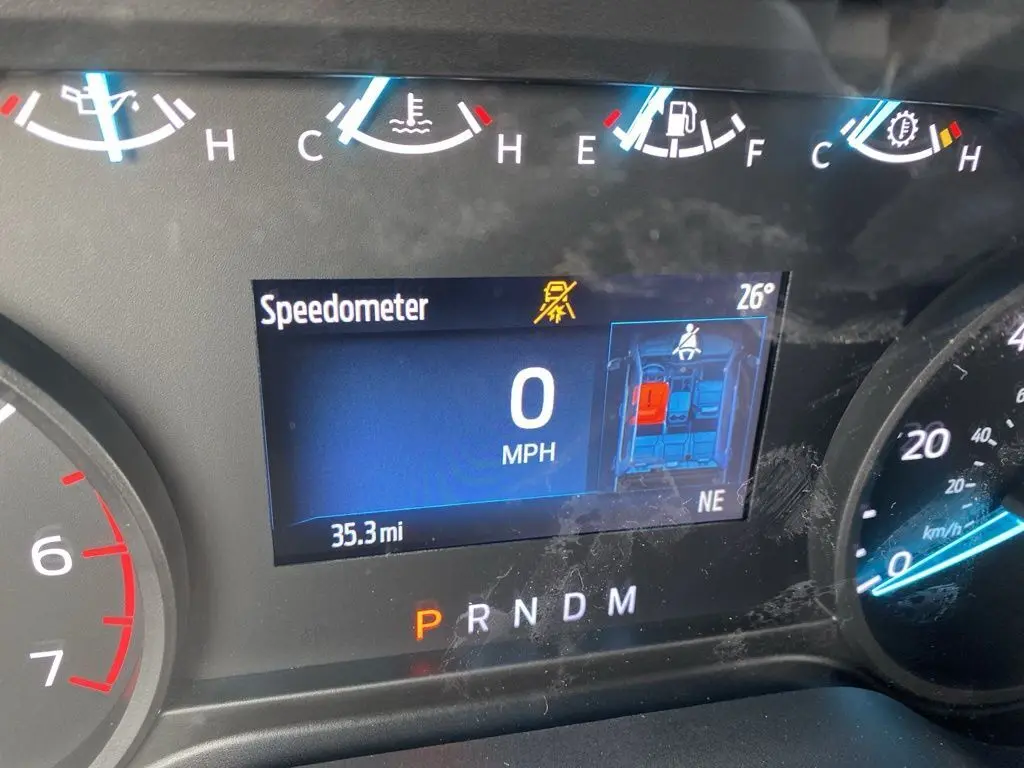 H C H E F C H
Speedometer 26°
0
MPH
35.3 mi NE
P R N D M
6
7
20
40
20
km/h
0